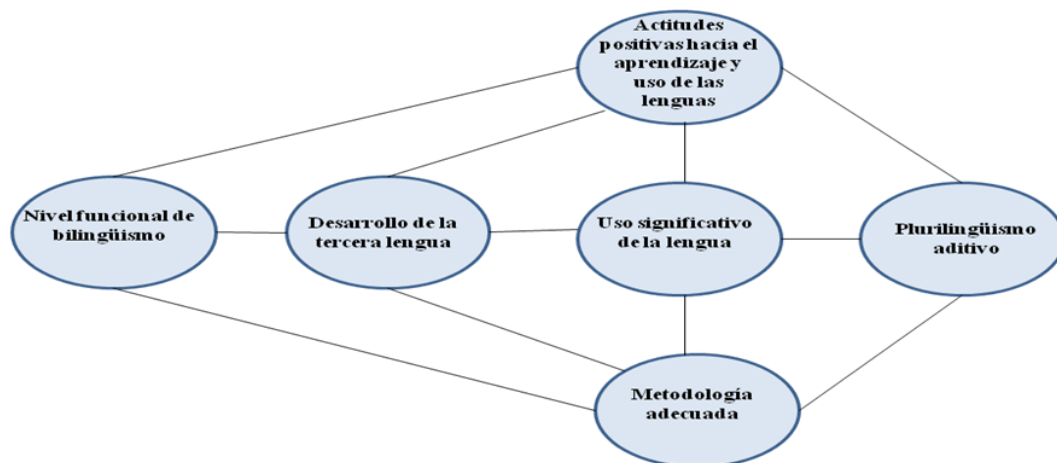 Actitudes
positivas hacia el
aprendizaje y
uso de las
lenguas
Nivel funcional de
bilingüismo
Desarrollo de la
tercera lengua
Uso significativo
de la lengua
Plurilingüismo
aditivo
Metodología
adecuada